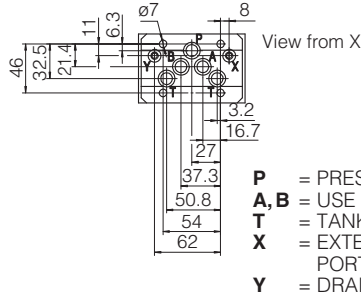 ø7
8
11
6.3
View from X
46
32.5
21.4
P
B
A
Y
X
T
T
3.2
16.7
27
37.3
50.8
54
62
P = PRES
A, B = USE
T = TANK
X = EXTE
PORT
Y = DRAI